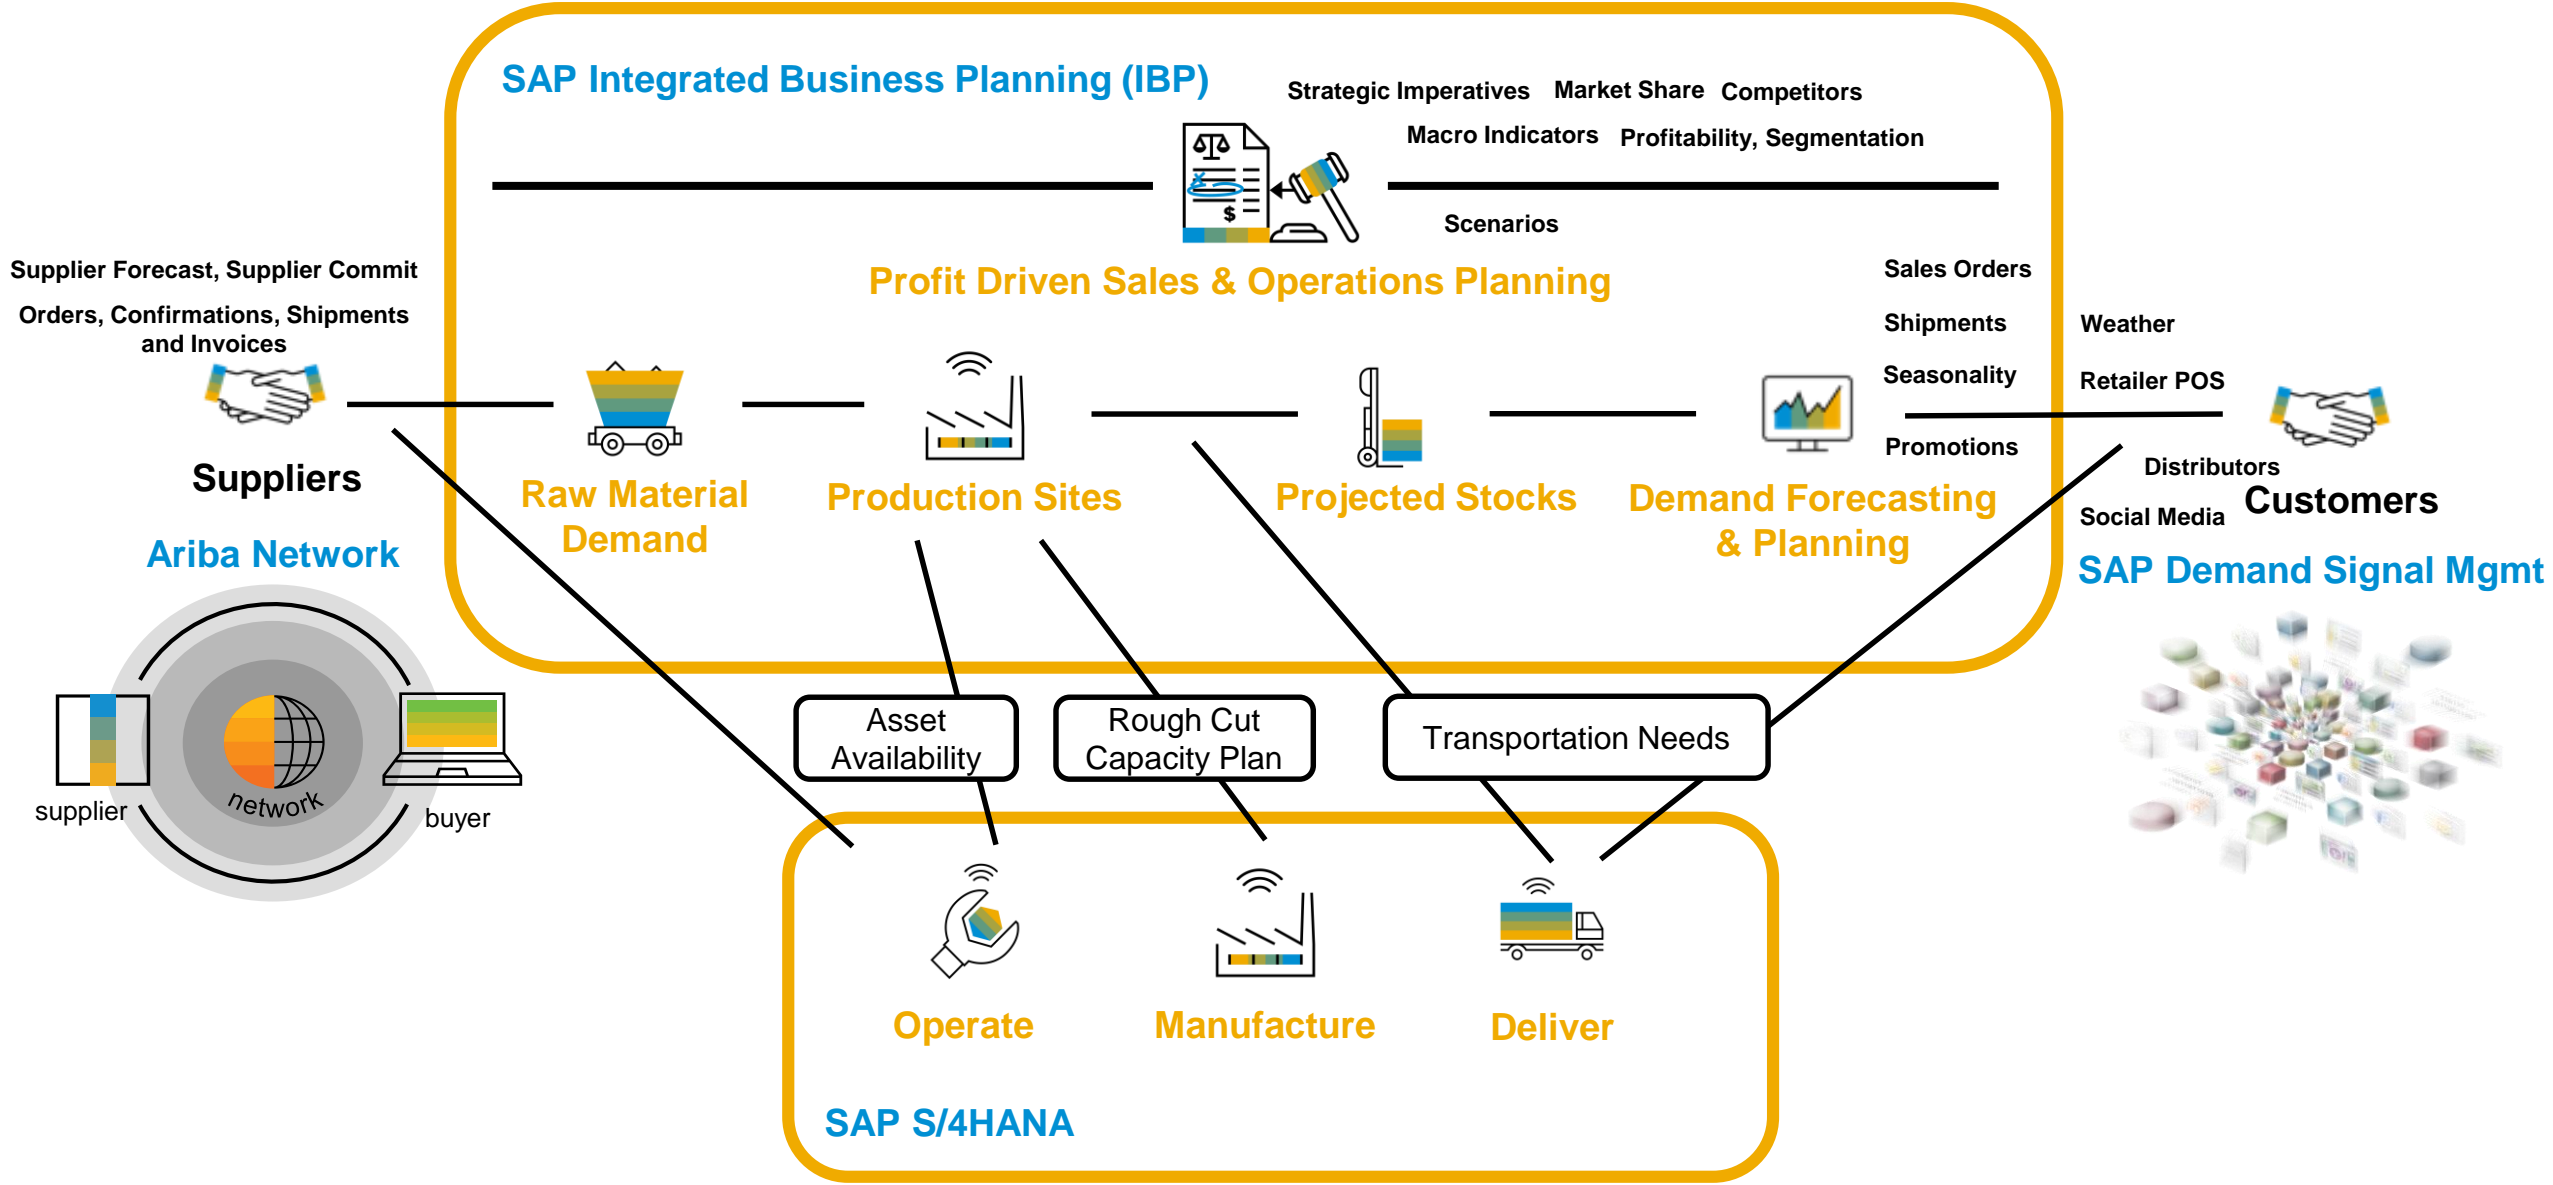 SAP Integrated Business Planning (IBP)
Strategic Imperatives Market Share Competitors
Macro Indicators Profitability, Segmentation
$
Scenarios
Profit Driven Sales & Operations Planning
Supplier Forecast, Supplier Commit
Orders, Confirmations, Shipments
and Invoices
Suppliers
Ariba Network
supplier
network
buyer
Raw Material
Demand
Production Sites
Projected Stocks
Demand Forecasting
& Planning
Sales Orders
Shipments
Seasonality
Promotions
Weather
Retailer POS
Distributors
Social Media
Customers
SAP Demand Signal Mgmt
Asset
Availability
Rough Cut
Capacity Plan
Transportation Needs
Operate
Manufacture
Deliver
SAP S/4HANA